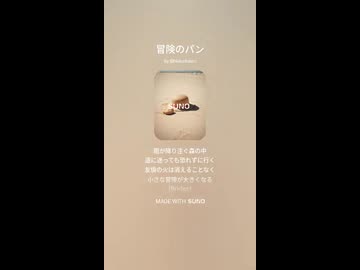 冒険のパン
SUNO
雨が降り注ぐ森の中
道に迷っても恐れずに行く
友情の火は消えることなく
小さな冒険が大きくなる
(Bridge)
MADE WITH SUNO